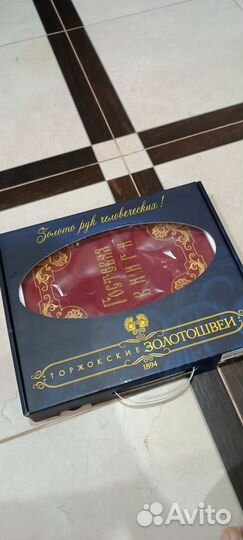 Золото рук человеческих!
Гостевая
книга
ТОРЖОКСКИЕ ЗОЛОТОШВЕИ
1894
Avito